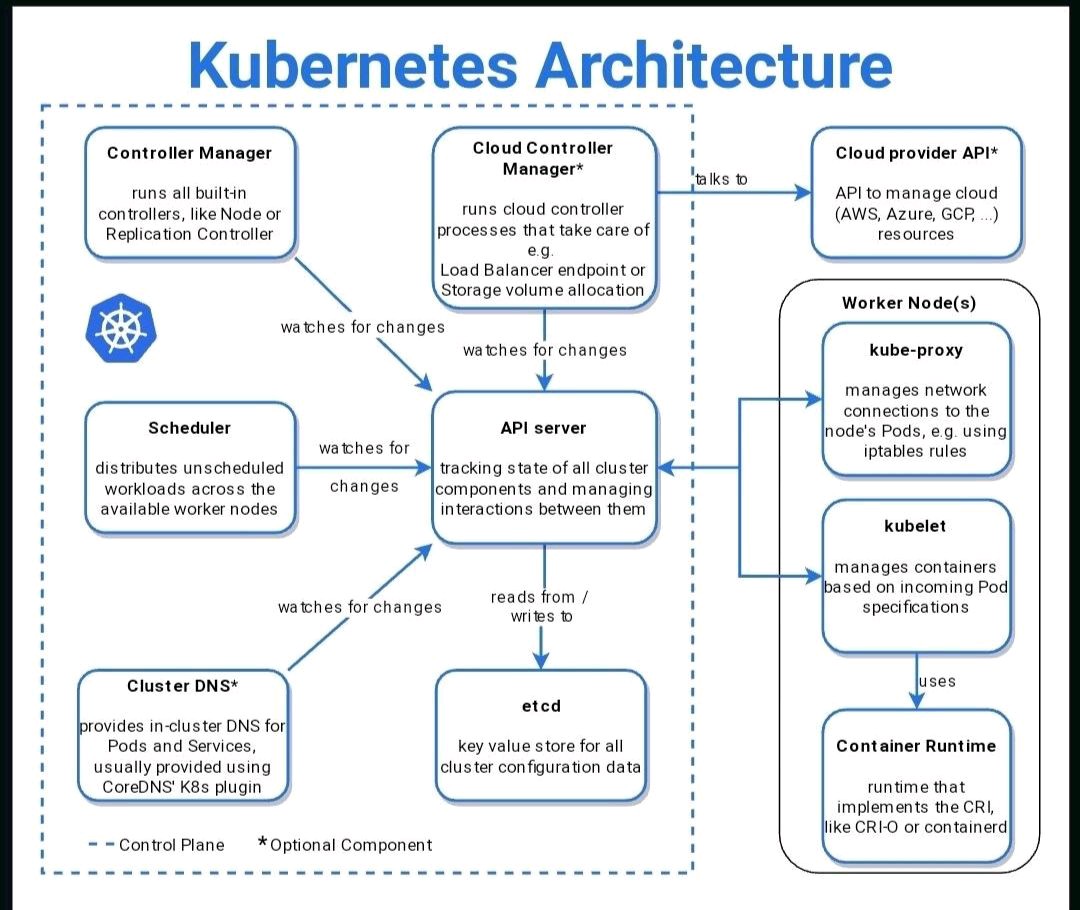 Kubernetes Architecture
Controller Manager
runs all built-in
controllers, like Node or
Replication Controller
Cloud Controller
Manager*
runs cloud controller
processes that take care of
e.g.
Load Balancer endpoint or
Storage volume allocation
talks to
Cloud provider API*
API to manage cloud
(AWS, Azure, GCP, ...)
resources
watches for changes
watches for changes
Scheduler
distributes unscheduled
workloads across the
available worker nodes
watches for
changes
API server
tracking state of all cluster
components and managing
interactions between them
watches for changes
reads from /
writes to
Cluster DNS*
provides in-cluster DNS for
Pods and Services,
usually provided using
CoreDNS' K8s plugin
etcd
key value store for all
cluster configuration data
Worker Node(s)
kube-proxy
manages network
connections to the
node's Pods, e.g. using
iptables rules
kubelet
manages containers
based on incoming Pod
specifications
uses
Container Runtime
runtime that
implements the CRI,
like CRI-O or containerd
Control Plane
*Optional Component